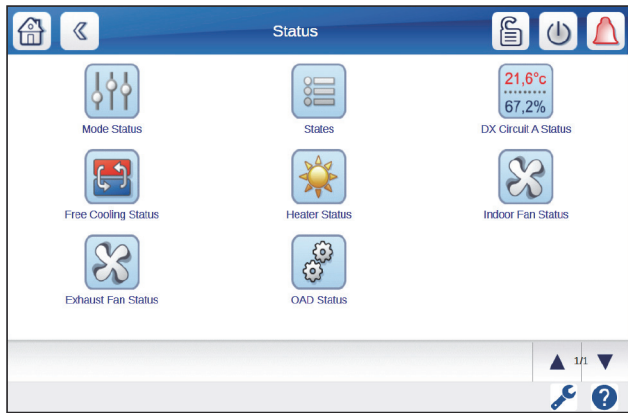 Status
Mode Status
States
21,6°c
67,2%
DX Circuit A Status
Free Cooling Status
Heater Status
Indoor Fan Status
Exhaust Fan Status
OAD Status
1/1
?